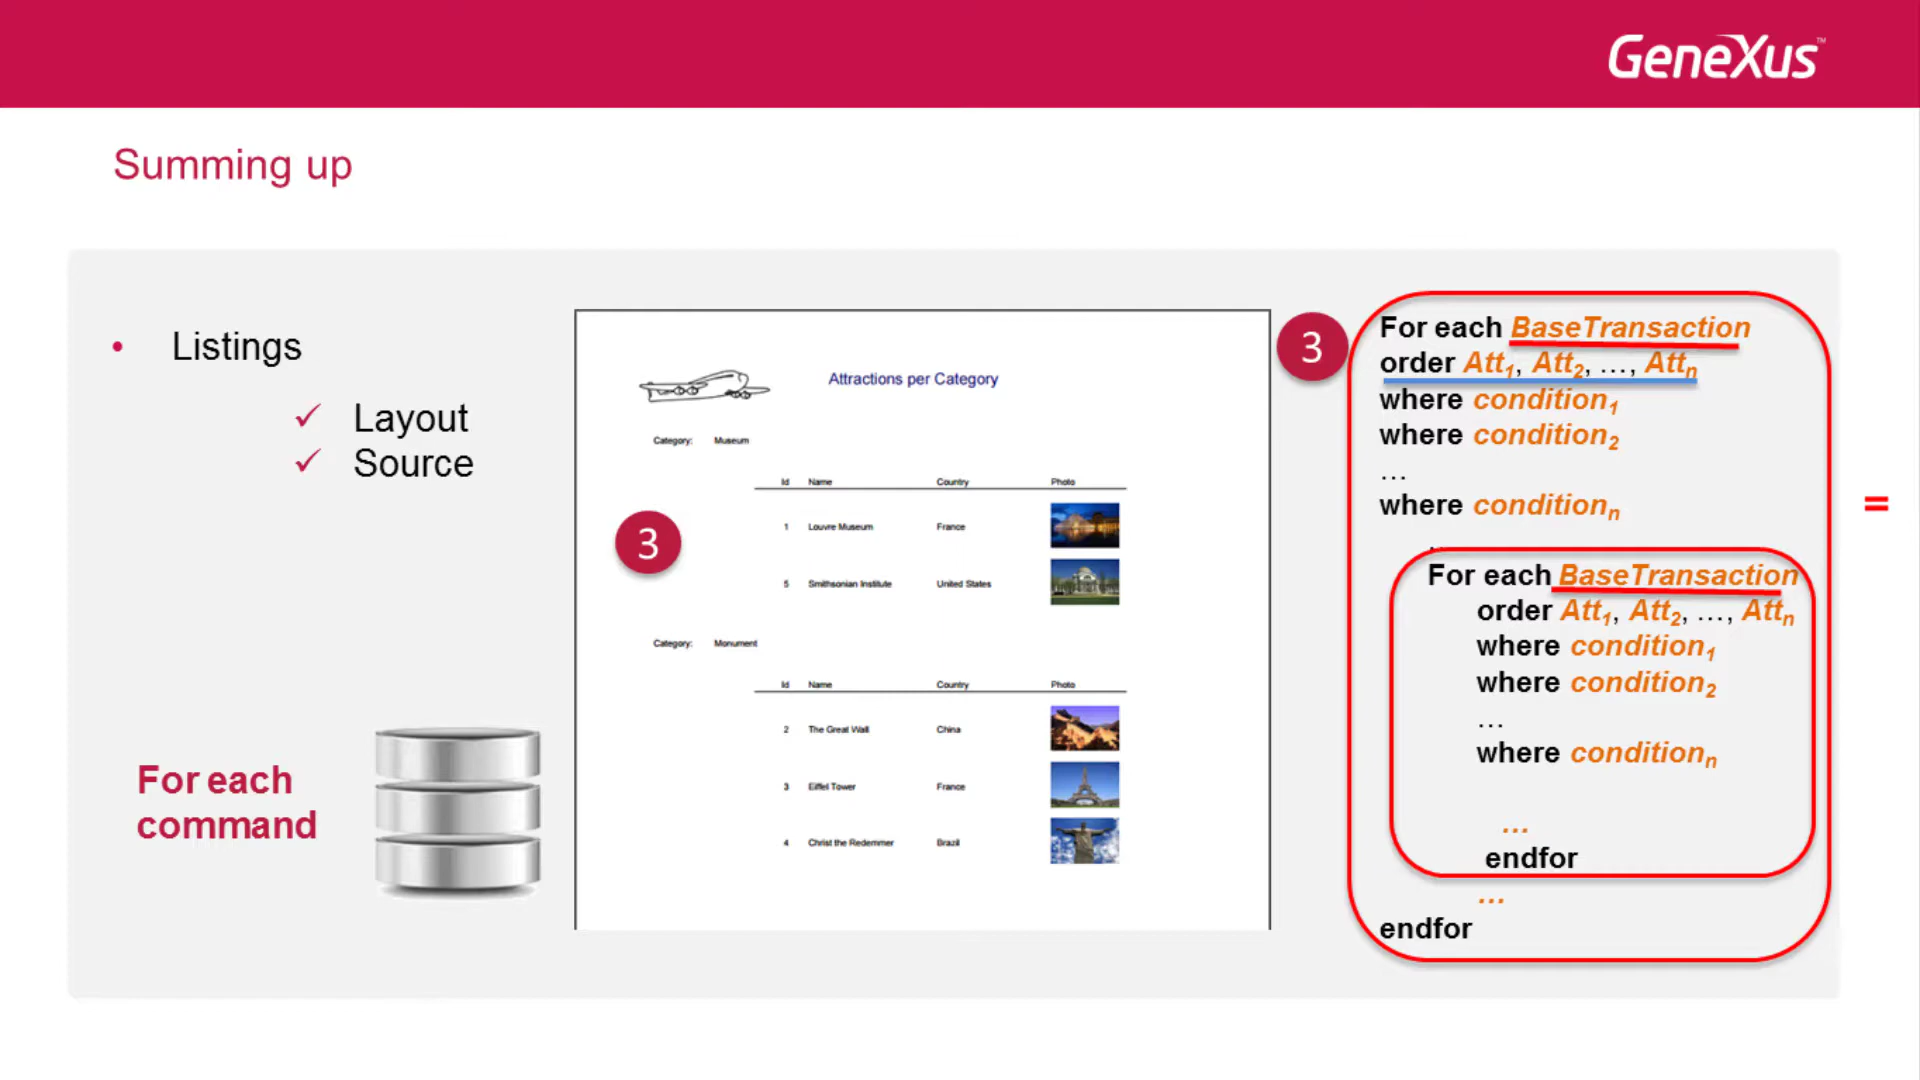 GeneXus™
Summing up
• Listings
✓ Layout
✓ Source
For each
command
Attractions per Category
Category: Museum
Id Name Country Photo
1 Louvre Museum France
5 Smithsonian Institute United States
Category: Monument
Id Name Country Photo
2 The Great Wall China
3 Eiffel Tower France
4 Christ the Redemmer Brazil
3
3
For each BaseTransaction
order Att1, Att2, …, Attn
where condition1
where condition2
…
where conditionn
For each BaseTransaction
order Att1, Att2, …, Attn
where condition1
where condition2
…
where conditionn
…
endfor
…
endfor
=